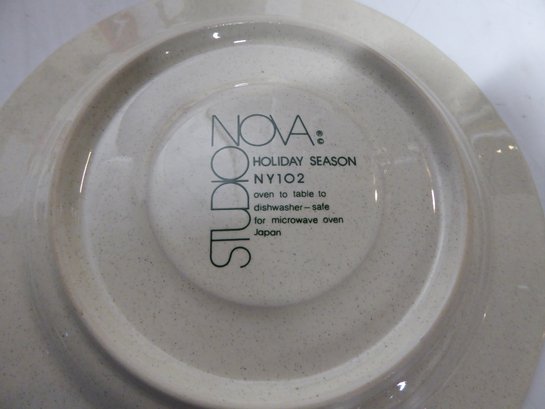 STUDIO
NOVA ®©
HOLIDAY SEASON
NY102
oven to table to
dishwasher-safe
for microwave oven
Japan